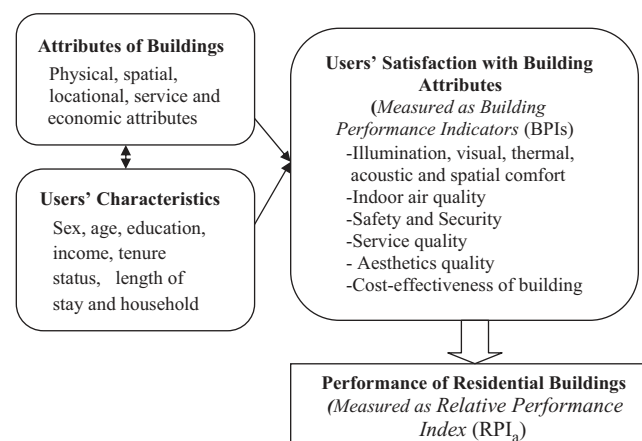 Attributes of Buildings
Physical, spatial,
locational, service and
economic attributes
Users' Characteristics
Sex, age, education,
income, tenure
status, length of
stay and household
Users' Satisfaction with Building
Attributes
(Measured as Building
Performance Indicators (BPIs)
-Illumination, visual, thermal,
acoustic and spatial comfort
-Indoor air quality
-Safety and Security
-Service quality
- Aesthetics quality
-Cost-effectiveness of building
Performance of Residential Buildings
(Measured as Relative Performance
Index (RPIa)